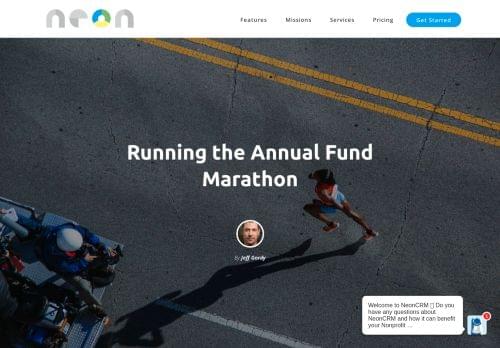 neon
Features Missions Services Pricing Get Started
Running the Annual Fund
Marathon
By Jeff Gordy
Welcome to NeonCRM Do you
have any questions about
NeonCRM and how it can benefit
your Nonprofit ...
1